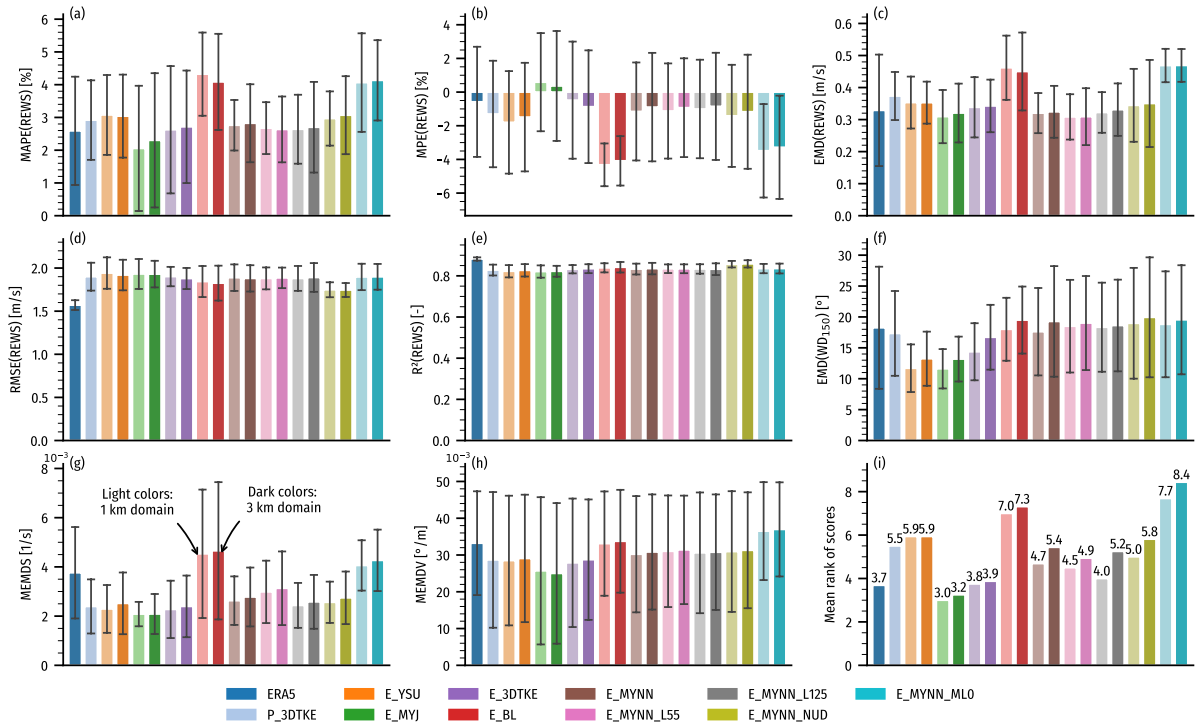 (a)
MAPE(REWS) [%]
6
5
4
3
2
1
0
(b)
MPE(REWS) [%]
4
2
0
−2
−4
−6
(c)
EMD(REWS) [m/s]
0.6
0.5
0.4
0.3
0.2
0.1
0.0
(d)
RMSE(REWS) [m/s]
2.0
1.5
1.0
0.5
0.0
(e)
R²(REWS) [-]
0.8
0.6
0.4
0.2
0.0
(f)
EMD(WD₁₅₀) [°]
30
25
20
15
10
5
0
10⁻³
(g)
MEMDS [1/s]
8
6
4
2
0
Light colors:
1 km domain
Dark colors:
3 km domain
10⁻³
(h)
MEMDV [°/m]
50
40
30
20
10
0
(i)
Mean rank of scores
8
6
4
2
0
3.7
5.5
5.9
5.9
3.0
3.2
3.8
3.9
7.0
7.3
4.7
5.4
4.5
4.9
4.0
5.2
5.0
5.8
7.7
8.4
ERA5
E_YSU
E_3DTKE
E_MYNN
E_MYNN_L125
E_MYNN_ML0
P_3DTKE
E_MYJ
E_BL
E_MYNN_L55
E_MYNN_NUD